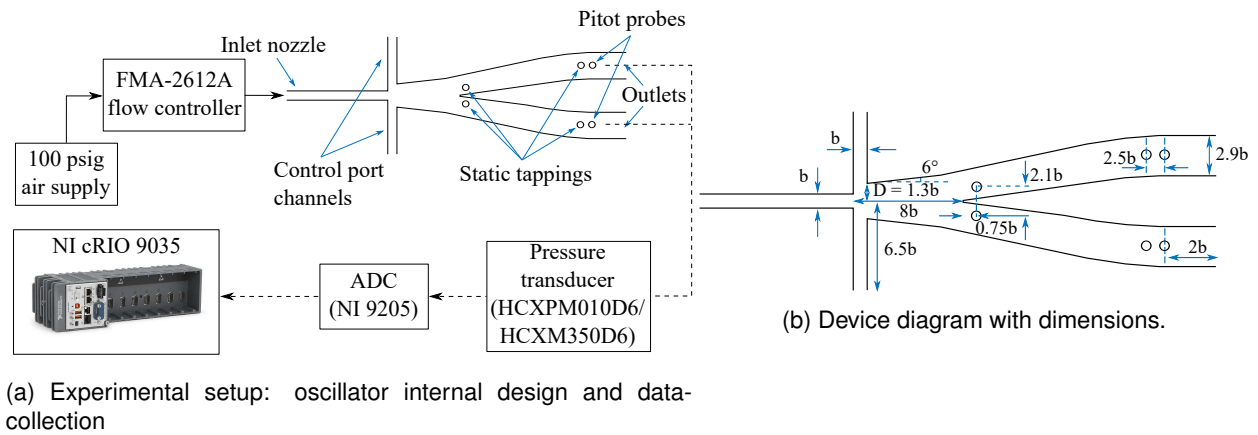 Inlet nozzle
Pitot probes
FMA-2612A
flow controller
Outlets
100 psig
air supply
Control port
channels
Static tappings
NI cRIO 9035
ADC
(NI 9205)
Pressure
transducer
(HCXPM010D6/
HCXM350D6)
(a) Experimental setup: oscillator internal design and data-
collection
b
b
6°
D = 1.3b
8b
6.5b
2.1b
0.75b
2.5b
2.9b
2b
(b) Device diagram with dimensions.